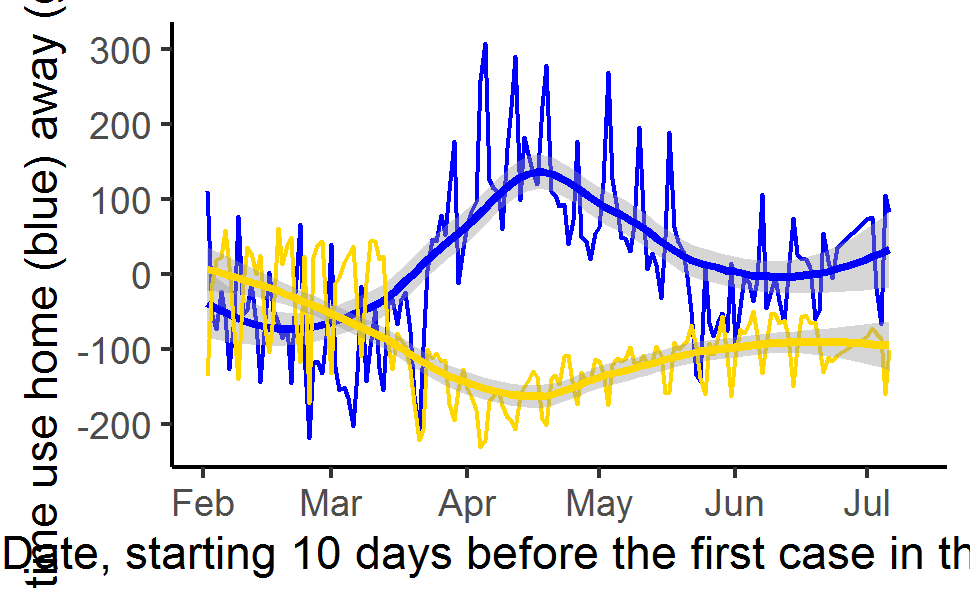 time use home (blue) away (
300
200
100
0
-100
-200
Feb Mar Apr May Jun Jul
Date, starting 10 days before the first case in th